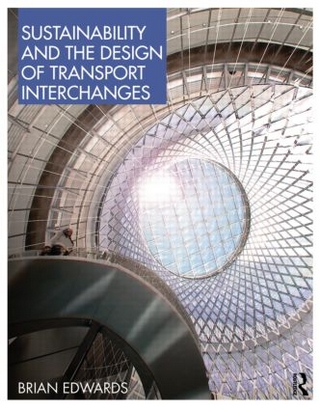 SUSTAINABILITY
AND THE DESIGN
OF TRANSPORT
INTERCHANGES
BRIAN EDWARDS